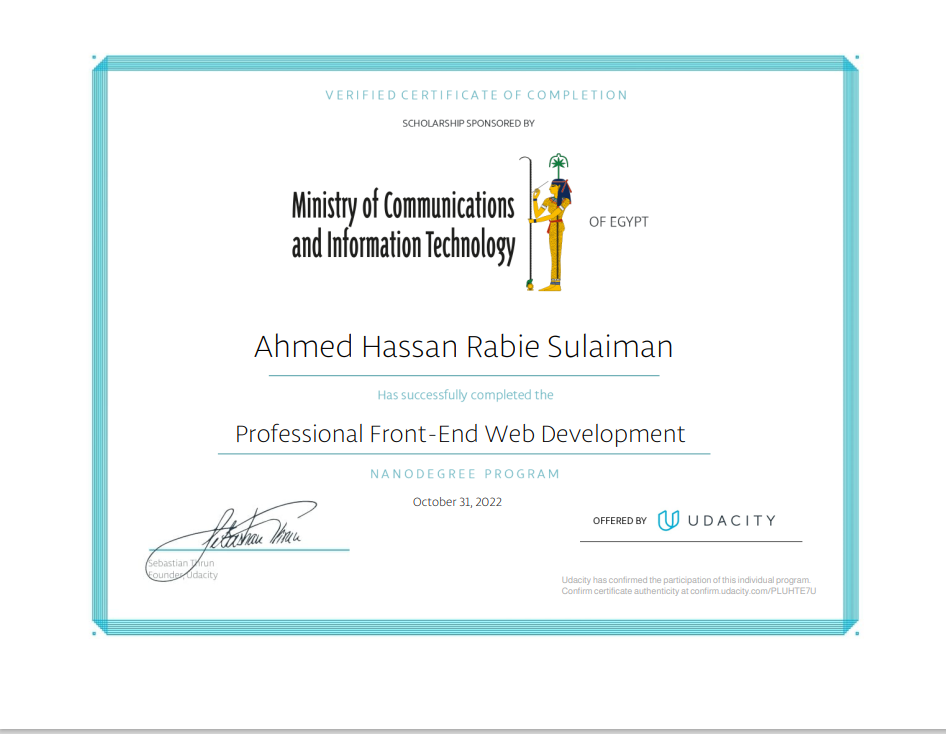 VERIFIED CERTIFICATE OF COMPLETION
SCHOLARSHIP SPONSORED BY
Ministry of Communications
and Information Technology
OF EGYPT
Ahmed Hassan Rabie Sulaiman
Has successfully completed the
Professional Front-End Web Development
NANODEGREE PROGRAM
October 31, 2022
Sebastian Thrun
Sebastian Thrun
Founder, Udacity
OFFERED BY UDACITY
Udacity has confirmed the participation of this individual program.
Confirm certificate authenticity at confirm.udacity.com/PLUHTE7U